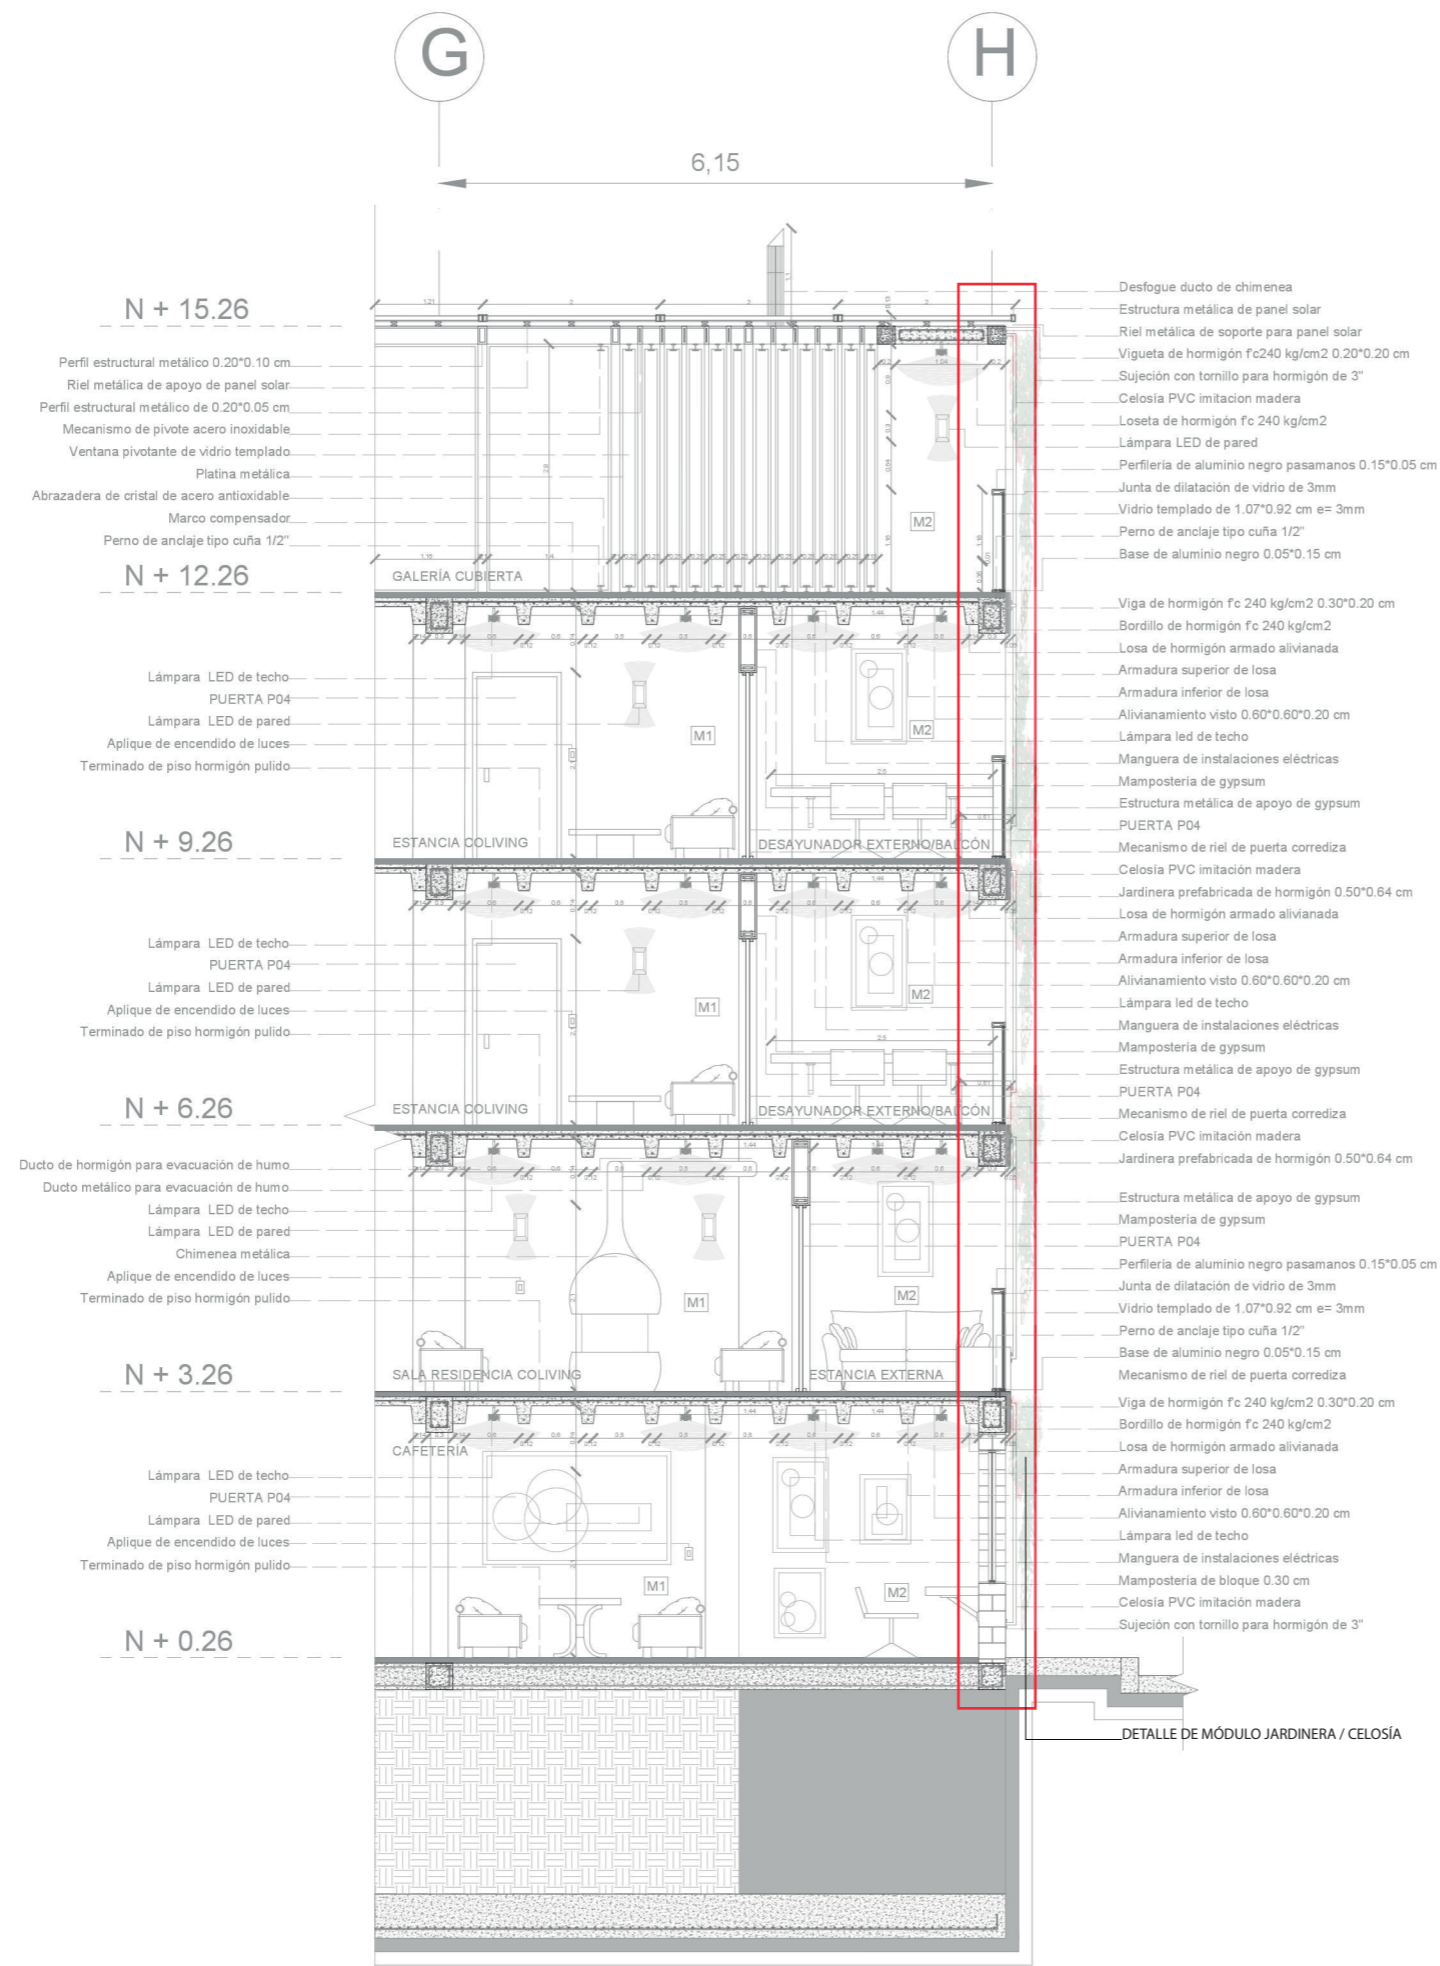 G
H
6,15
N + 15.26
Perfil estructural metálico 0.20*0.10 cm
Riel metálica de apoyo de panel solar
Perfil estructural metálico de 0.20*0.05 cm
Mecanismo de pivote acero inoxidable
Ventana pivotante de vidrio templado
Platina metálica
Abrazadera de cristal de acero antioxidable
Marco compensador
Perno de anclaje tipo cuña 1/2"
N + 12.26
Lámpara LED de techo
PUERTA P04
Lámpara LED de pared
Aplique de encendido de luces
Terminado de piso hormigón pulido
N + 9.26
Lámpara LED de techo
PUERTA P04
Lámpara LED de pared
Aplique de encendido de luces
Terminado de piso hormigón pulido
N + 6.26
Ducto de hormigón para evacuación de humo
Ducto metálico para evacuación de humo
Lámpara LED de techo
Lámpara LED de pared
Chimenea metálica
Aplique de encendido de luces
Terminado de piso hormigón pulido
N + 3.26
Lámpara LED de techo
PUERTA P04
Lámpara LED de pared
Aplique de encendido de luces
Terminado de piso hormigón pulido
N + 0.26
1.21
2
2
2
1.1
1.04
M2
GALERÍA CUBIERTA
M1
M2
2.5
ESTANCIA COLIVING
DESAYUNADOR EXTERNO/BALCÓN
M1
M2
2.5
ESTANCIA COLIVING
DESAYUNADOR EXTERNO/BALCÓN
M1
M2
SALA RESIDENCIA COLIVING
ESTANCIA EXTERNA
CAFETERÍA
M1
M2
Desfogue ducto de chimenea
Estructura metálica de panel solar
Riel metálica de soporte para panel solar
Vigueta de hormigón f'c240 kg/cm2 0.20*0.20 cm
Sujeción con tornillo para hormigón de 3"
Celosía PVC imitacion madera
Loseta de hormigón f'c 240 kg/cm2
Lámpara LED de pared
Perfilería de aluminio negro pasamanos 0.15*0.05 cm
Junta de dilatación de vidrio de 3mm
Vidrio templado de 1.07*0.92 cm e= 3mm
Perno de anclaje tipo cuña 1/2"
Base de aluminio negro 0.05*0.15 cm
Viga de hormigón f'c 240 kg/cm2 0.30*0.20 cm
Bordillo de hormigón f'c 240 kg/cm2
Losa de hormigón armado alivianada
Armadura superior de losa
Armadura inferior de losa
Alivianamiento visto 0.60*0.60*0.20 cm
Lámpara led de techo
Manguera de instalaciones eléctricas
Mampostería de gypsum
Estructura metálica de apoyo de gypsum
PUERTA P04
Mecanismo de riel de puerta corrediza
Celosía PVC imitación madera
Jardinera prefabricada de hormigón 0.50*0.64 cm
Losa de hormigón armado alivianada
Armadura superior de losa
Armadura inferior de losa
Alivianamiento visto 0.60*0.60*0.20 cm
Lámpara led de techo
Manguera de instalaciones eléctricas
Mampostería de gypsum
Estructura metálica de apoyo de gypsum
PUERTA P04
Mecanismo de riel de puerta corrediza
Celosía PVC imitación madera
Jardinera prefabricada de hormigón 0.50*0.64 cm
Estructura metálica de apoyo de gypsum
Mampostería de gypsum
PUERTA P04
Perfilería de aluminio negro pasamanos 0.15*0.05 cm
Junta de dilatación de vidrio de 3mm
Vidrio templado de 1.07*0.92 cm e= 3mm
Perno de anclaje tipo cuña 1/2"
Base de aluminio negro 0.05*0.15 cm
Mecanismo de riel de puerta corrediza
Viga de hormigón f'c 240 kg/cm2 0.30*0.20 cm
Bordillo de hormigón f'c 240 kg/cm2
Losa de hormigón armado alivianada
Armadura superior de losa
Armadura inferior de losa
Alivianamiento visto 0.60*0.60*0.20 cm
Lámpara led de techo
Manguera de instalaciones eléctricas
Mampostería de bloque 0.30 cm
Celosía PVC imitación madera
Sujeción con tornillo para hormigón de 3"
DETALLE DE MÓDULO JARDINERA / CELOSÍA